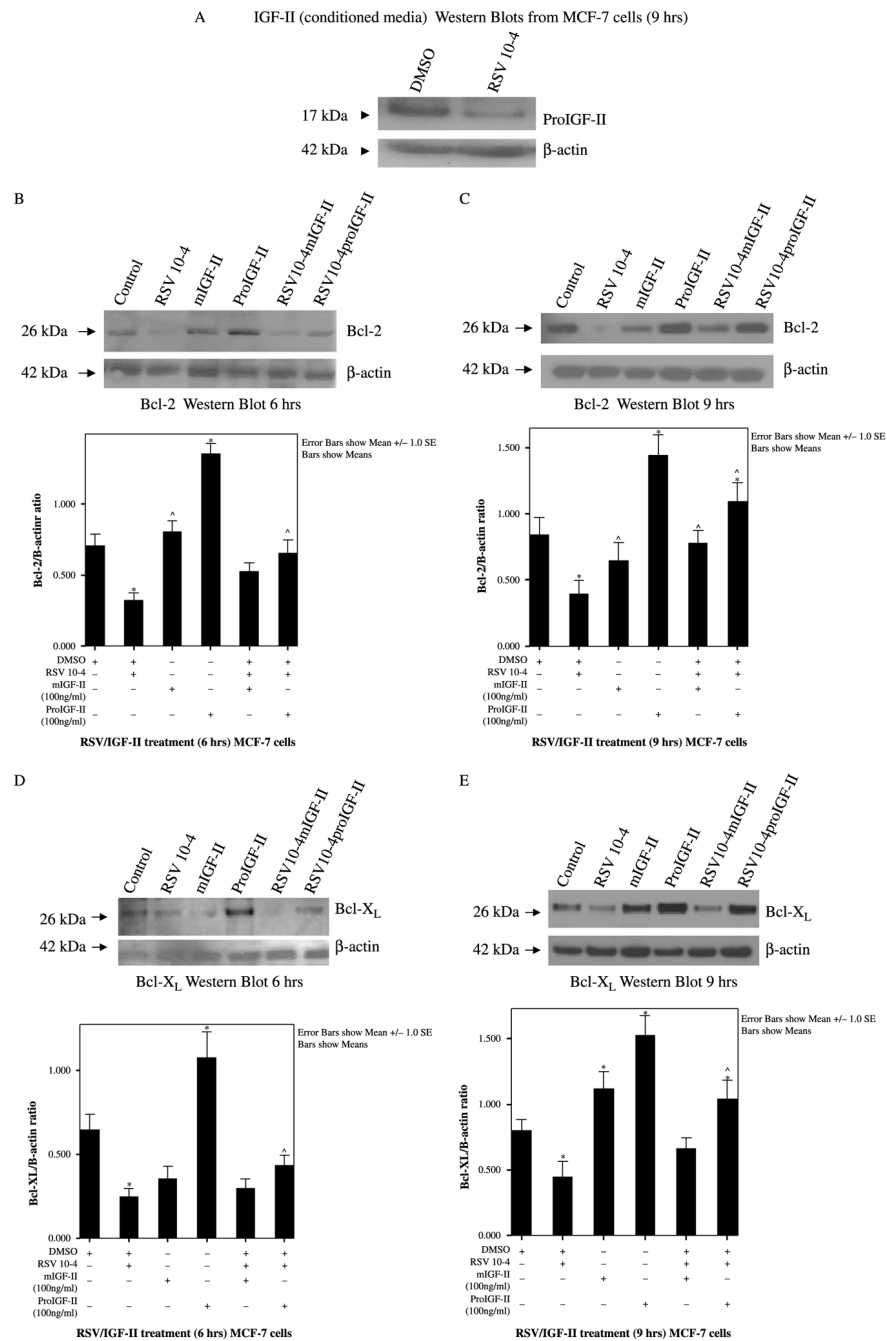 A IGF-II (conditioned media) Western Blots from MCF-7 cells (9 hrs)
DMSO RSV 10-4
17 kDa ProIGF-II
42 kDa β-actin
B
Control RSV 10-4 mIGF-II ProIGF-II RSV10-4mIGF-II RSV10-4proIGF-II
26 kDa Bcl-2
42 kDa β-actin
Bcl-2 Western Blot 6 hrs
Error Bars show Mean +/– 1.0 SE
Bars show Means
Bcl-2/B-actinr ratio
1.000
0.500
0.000
* ^ * ^
DMSO + + – – + +
RSV 10-4 – + – – + +
mIGF-II – – + – + –
(100ng/ml)
ProIGF-II – – – + – +
(100ng/ml)
RSV/IGF-II treatment (6 hrs) MCF-7 cells
C
Control RSV 10-4 mIGF-II ProIGF-II RSV10-4mIGF-II RSV10-4proIGF-II
26 kDa Bcl-2
42 kDa β-actin
Bcl-2 Western Blot 9 hrs
Error Bars show Mean +/– 1.0 SE
Bars show Means
Bcl-2/B-actin ratio
1.500
1.000
0.500
0.000
* ^ * ^ ^ *
DMSO + + – – + +
RSV 10-4 – + – – + +
mIGF-II – – + – + –
(100ng/ml)
ProIGF-II – – – + – +
(100ng/ml)
RSV/IGF-II treatment (9 hrs) MCF-7 cells
D
Control RSV 10-4 mIGF-II ProIGF-II RSV10-4mIGF-II RSV10-4proIGF-II
26 kDa Bcl-XL
42 kDa β-actin
Bcl-XL Western Blot 6 hrs
Error Bars show Mean +/– 1.0 SE
Bars show Means
Bcl-XL/B-actin ratio
1.000
0.500
0.000
* * ^
DMSO + + – – + +
RSV 10-4 – + – – + +
mIGF-II – – + – + –
(100ng/ml)
ProIGF-II – – – + – +
(100ng/ml)
RSV/IGF-II treatment (6 hrs) MCF-7 cells
E
Control RSV 10-4 mIGF-II ProIGF-II RSV10-4mIGF-II RSV10-4proIGF-II
26 kDa Bcl-XL
42 kDa β-actin
Bcl-XL Western Blot 9 hrs
Error Bars show Mean +/– 1.0 SE
Bars show Means
Bcl-XL/B-actin ratio
1.500
1.000
0.500
0.000
* * * ^ *
DMSO + + – – + +
RSV 10-4 – + – – + +
mIGF-II – – + – + –
(100ng/ml)
ProIGF-II – – – + – +
(100ng/ml)
RSV/IGF-II treatment (9 hrs) MCF-7 cells